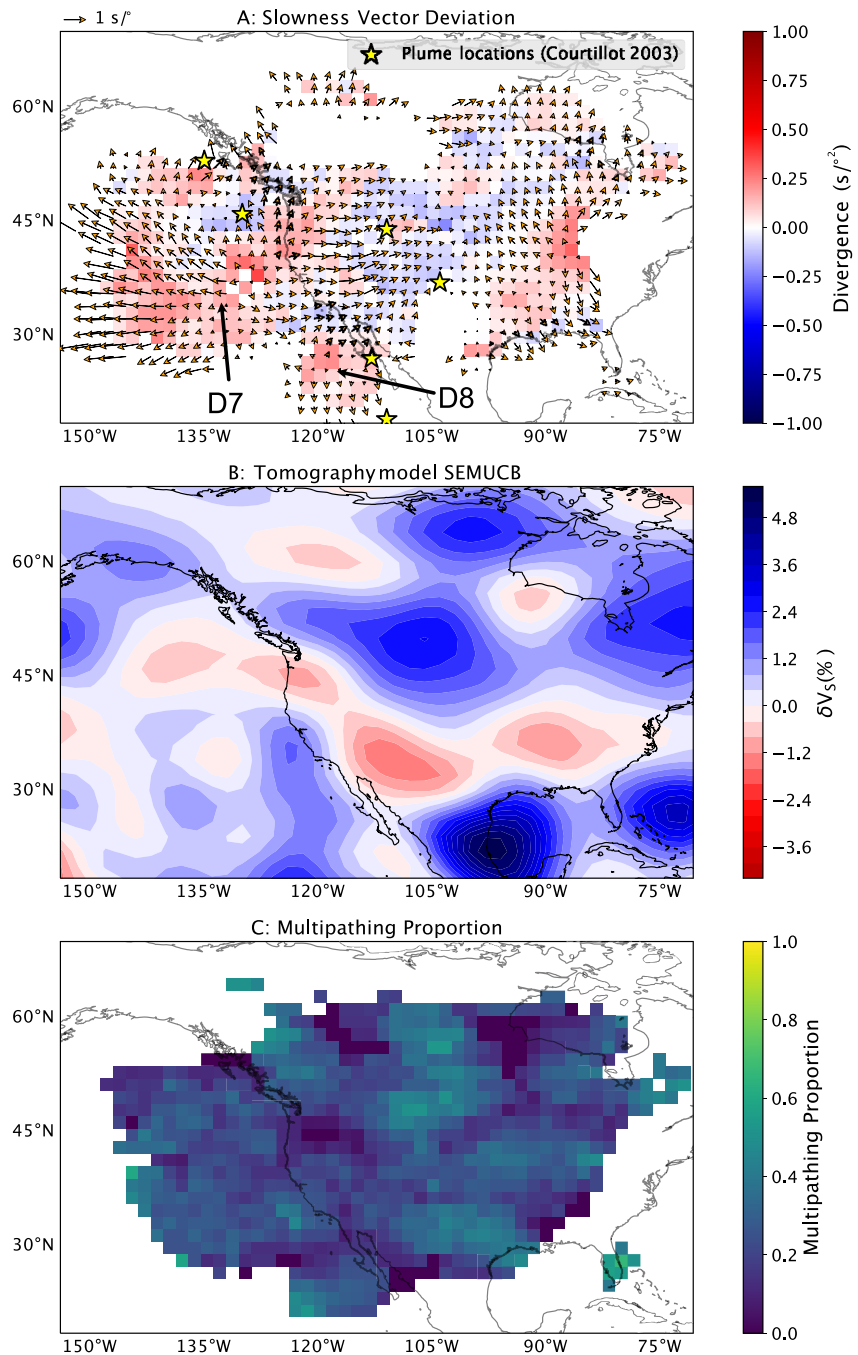 1 s/° A: Slowness Vector Deviation
Plume locations (Courtillot 2003)
60°N
45°N
30°N
D7
D8
150°W 135°W 120°W 105°W 90°W 75°W
1.00
0.75
0.50
0.25
0.00
−0.25
−0.50
−0.75
−1.00
Divergence (s/°²)
B: Tomography model SEMUCB
60°N
45°N
30°N
150°W 135°W 120°W 105°W 90°W 75°W
4.8
3.6
2.4
1.2
0.0
−1.2
−2.4
−3.6
δVS(%)
C: Multipathing Proportion
60°N
45°N
30°N
150°W 135°W 120°W 105°W 90°W 75°W
1.0
0.8
0.6
0.4
0.2
0.0
Multipathing Proportion